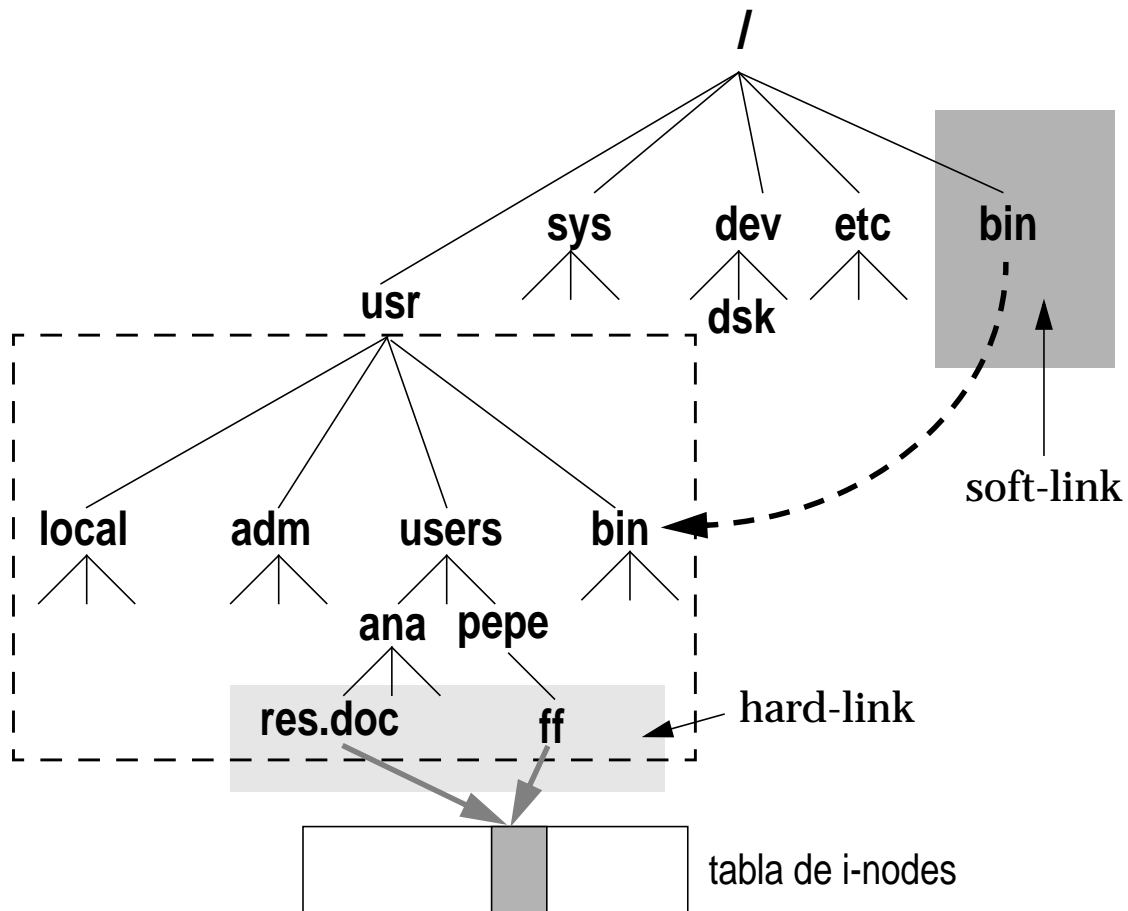 /
sys
dev
etc
bin
usr
dsk
soft-link
local
adm
users
bin
ana
pepe
res.doc
ff
hard-link
tabla de i-nodes